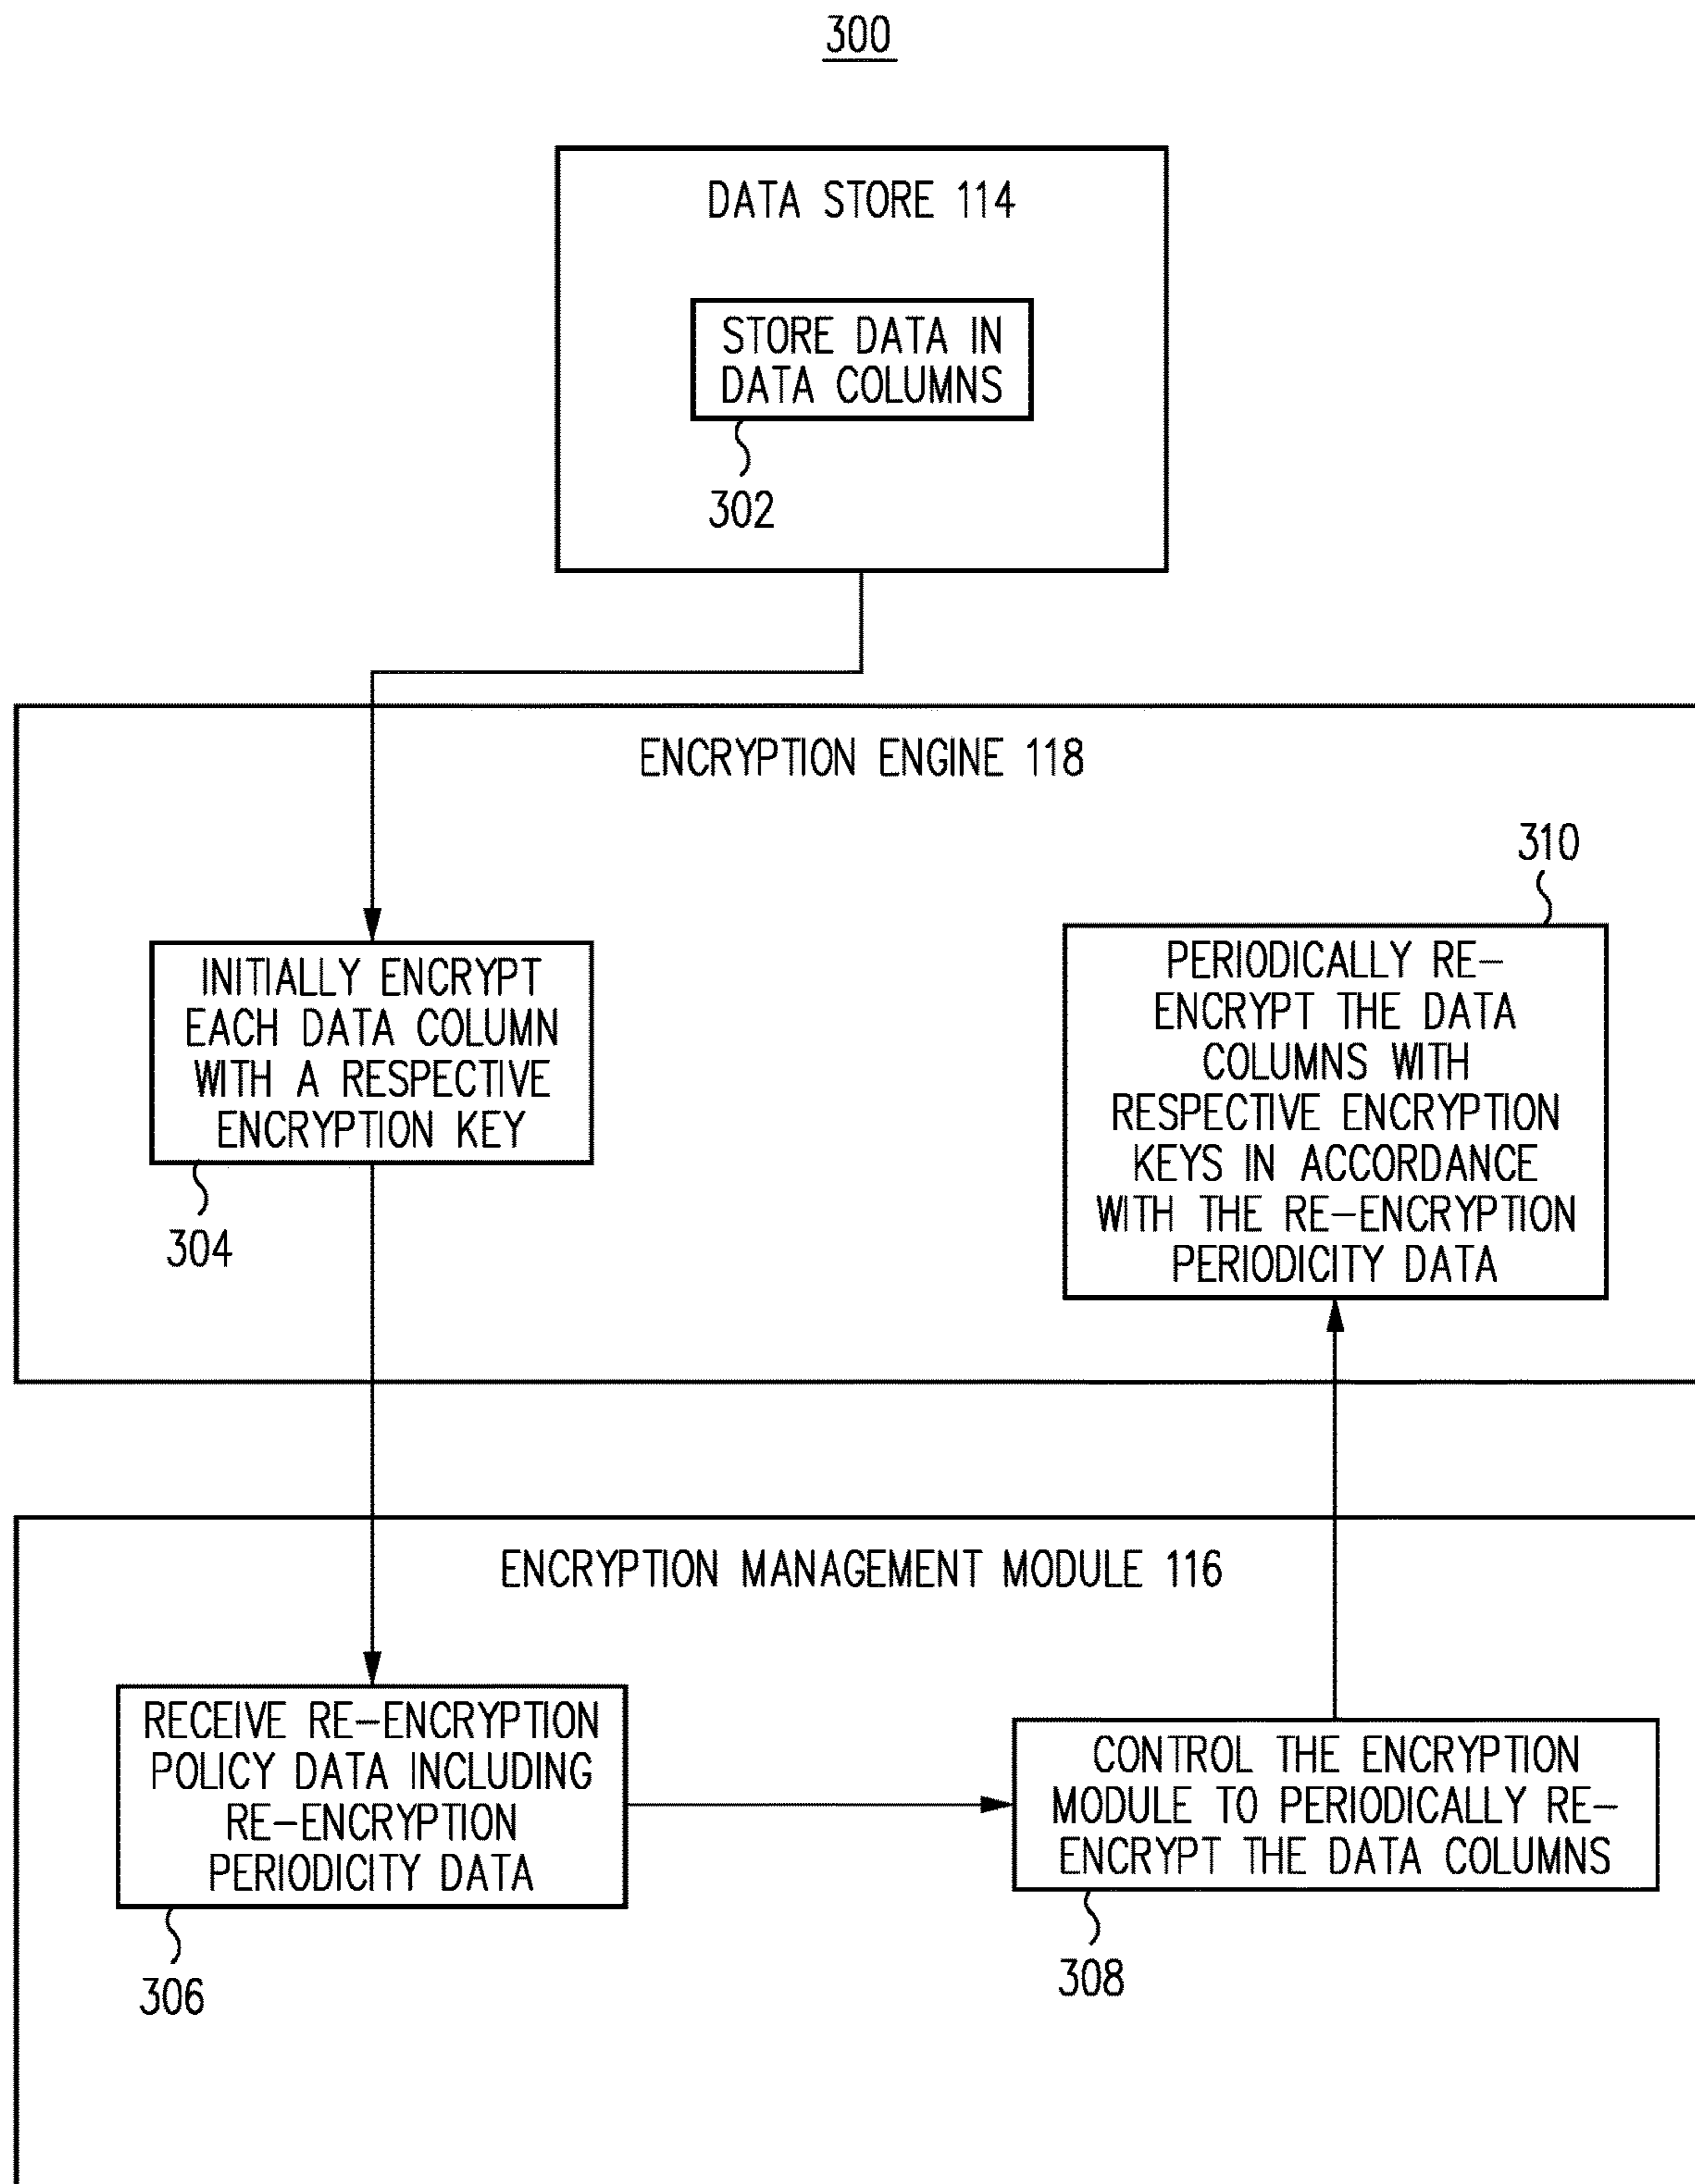 300
DATA STORE 114
STORE DATA IN
DATA COLUMNS
302
ENCRYPTION ENGINE 118
INITIALLY ENCRYPT
EACH DATA COLUMN
WITH A RESPECTIVE
ENCRYPTION KEY
304
310
PERIODICALLY RE-
ENCRYPT THE DATA
COLUMNS WITH
RESPECTIVE ENCRYPTION
KEYS IN ACCORDANCE
WITH THE RE-ENCRYPTION
PERIODICITY DATA
ENCRYPTION MANAGEMENT MODULE 116
RECEIVE RE-ENCRYPTION
POLICY DATA INCLUDING
RE-ENCRYPTION
PERIODICITY DATA
306
CONTROL THE ENCRYPTION
MODULE TO PERIODICALLY RE-
ENCRYPT THE DATA COLUMNS
308